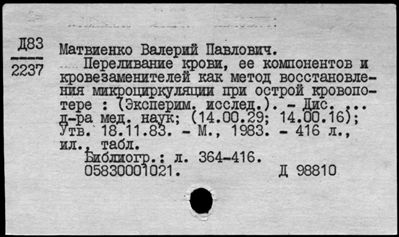 Д83
2237
Матвиенко Валерий Павлович.
Переливание крови, ее компонентов и
кровезаменителей как метод восстановле-
ния микроциркуляции при острой кровопо-
тере : (Эксперим. исслед.). - Дис. ...
д-ра мед. наук; (14.00.29; 14.00.16);
Утв. 18.11.83. - М., 1983. - 416 л.,
ил., табл.
Библиогр.: л. 364-416.
05830001021. Д 98810